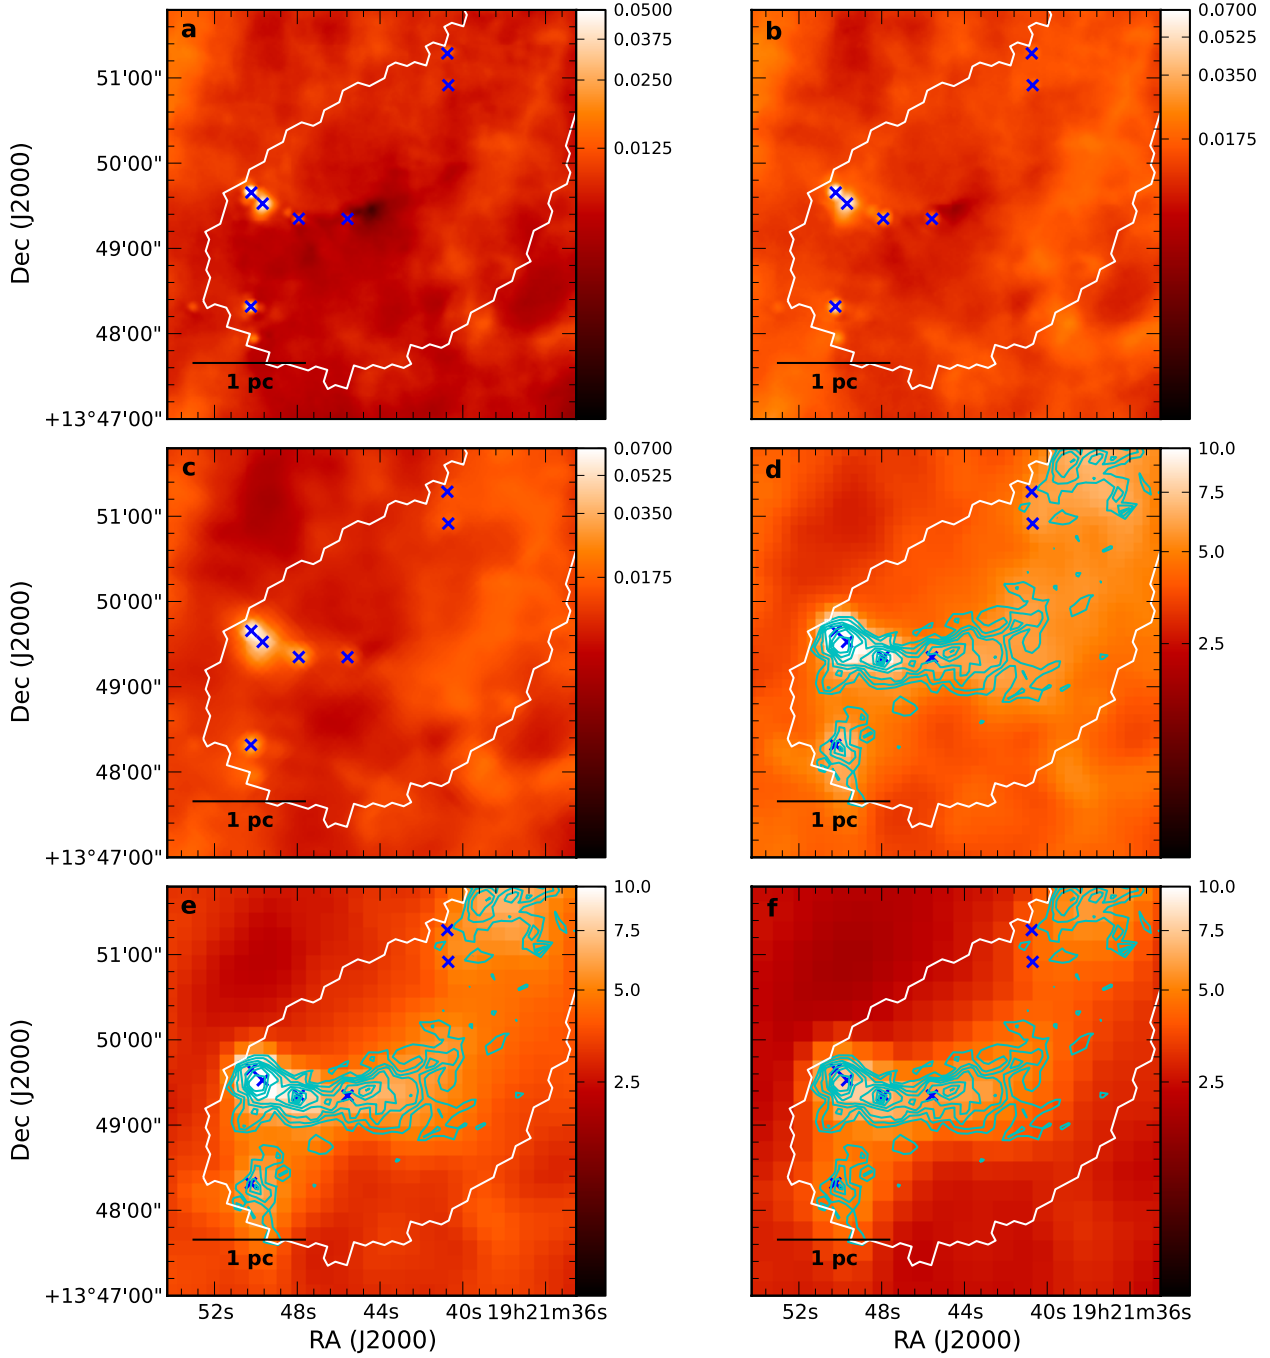 a
0.0500
0.0375
0.0250
0.0125
51'00"
50'00"
49'00"
48'00"
+13°47'00"
Dec (J2000)
1 pc
b
0.0700
0.0525
0.0350
0.0175
1 pc
c
0.0700
0.0525
0.0350
0.0175
51'00"
50'00"
49'00"
48'00"
+13°47'00"
Dec (J2000)
1 pc
d
10.0
7.5
5.0
2.5
1 pc
e
10.0
7.5
5.0
2.5
51'00"
50'00"
49'00"
48'00"
+13°47'00"
Dec (J2000)
1 pc
52s 48s 44s 40s 19h21m36s
RA (J2000)
f
10.0
7.5
5.0
2.5
1 pc
52s 48s 44s 40s 19h21m36s
RA (J2000)